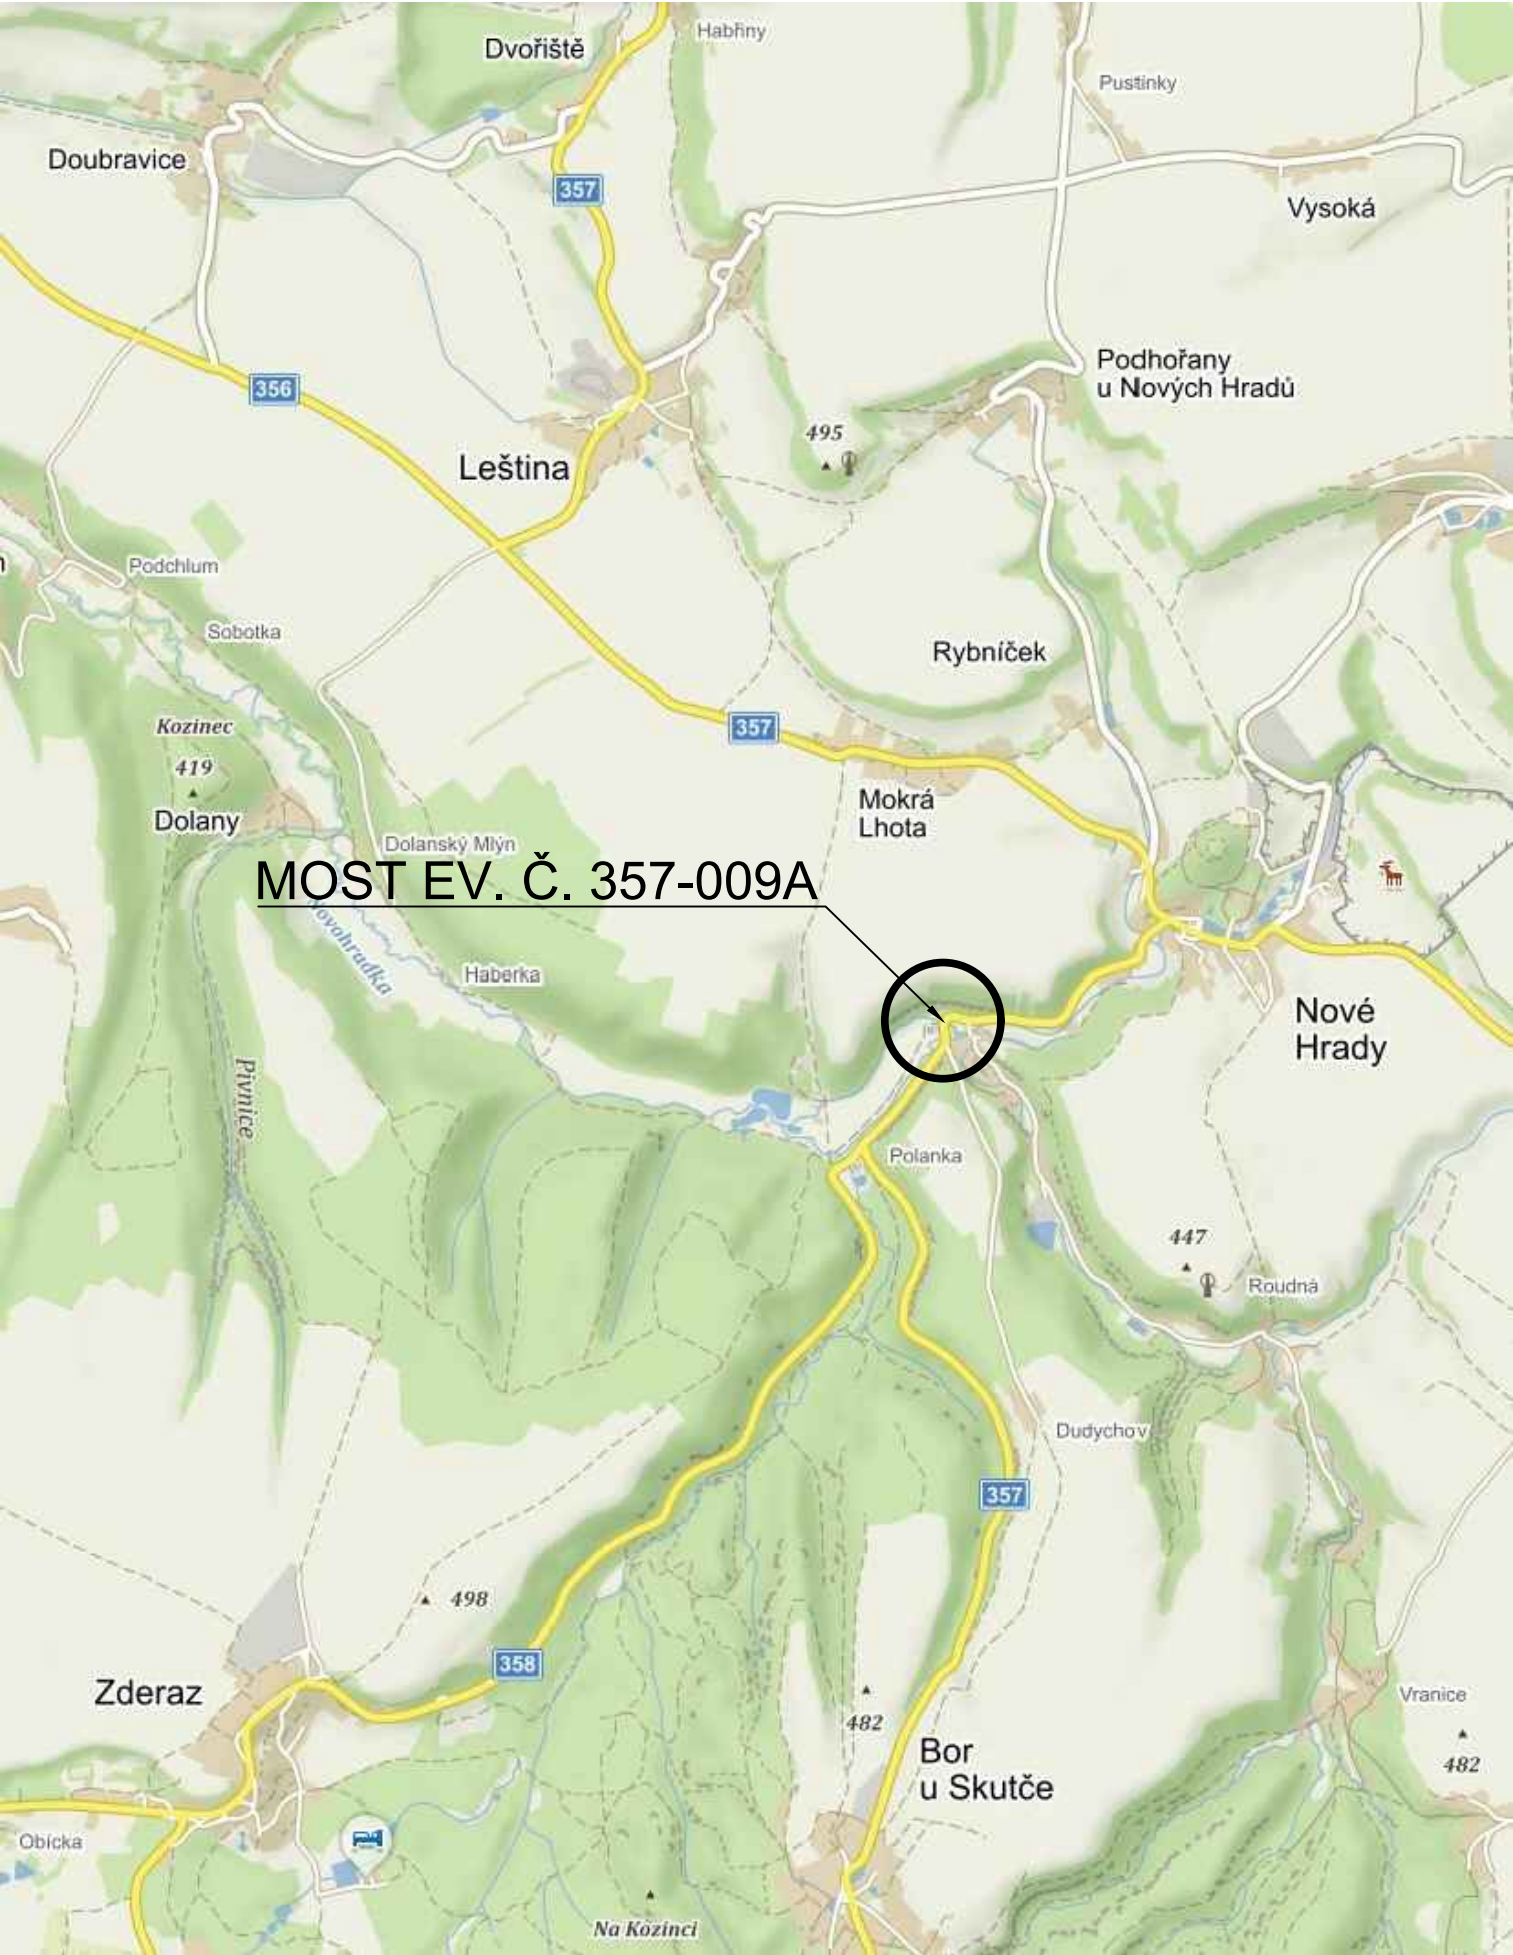 Habřiny
Dvořiště
Pustinky
Doubravice
357
Vysoká
356
Podhořany
u Nových Hradů
495
Leština
Podchlum
Sobotka
Rybníček
Kozinec
419
Dolany
357
Mokrá
Lhota
Dolanský Mlýn
MOST EV. Č. 357-009A
Novohradka
Haberka
Nové
Hrady
Pivnice
Polanka
447
Roudná
Dudychov
357
498
358
Zderaz
482
Vranice
482
Bor
u Skutče
Obicka
Na Kozinci